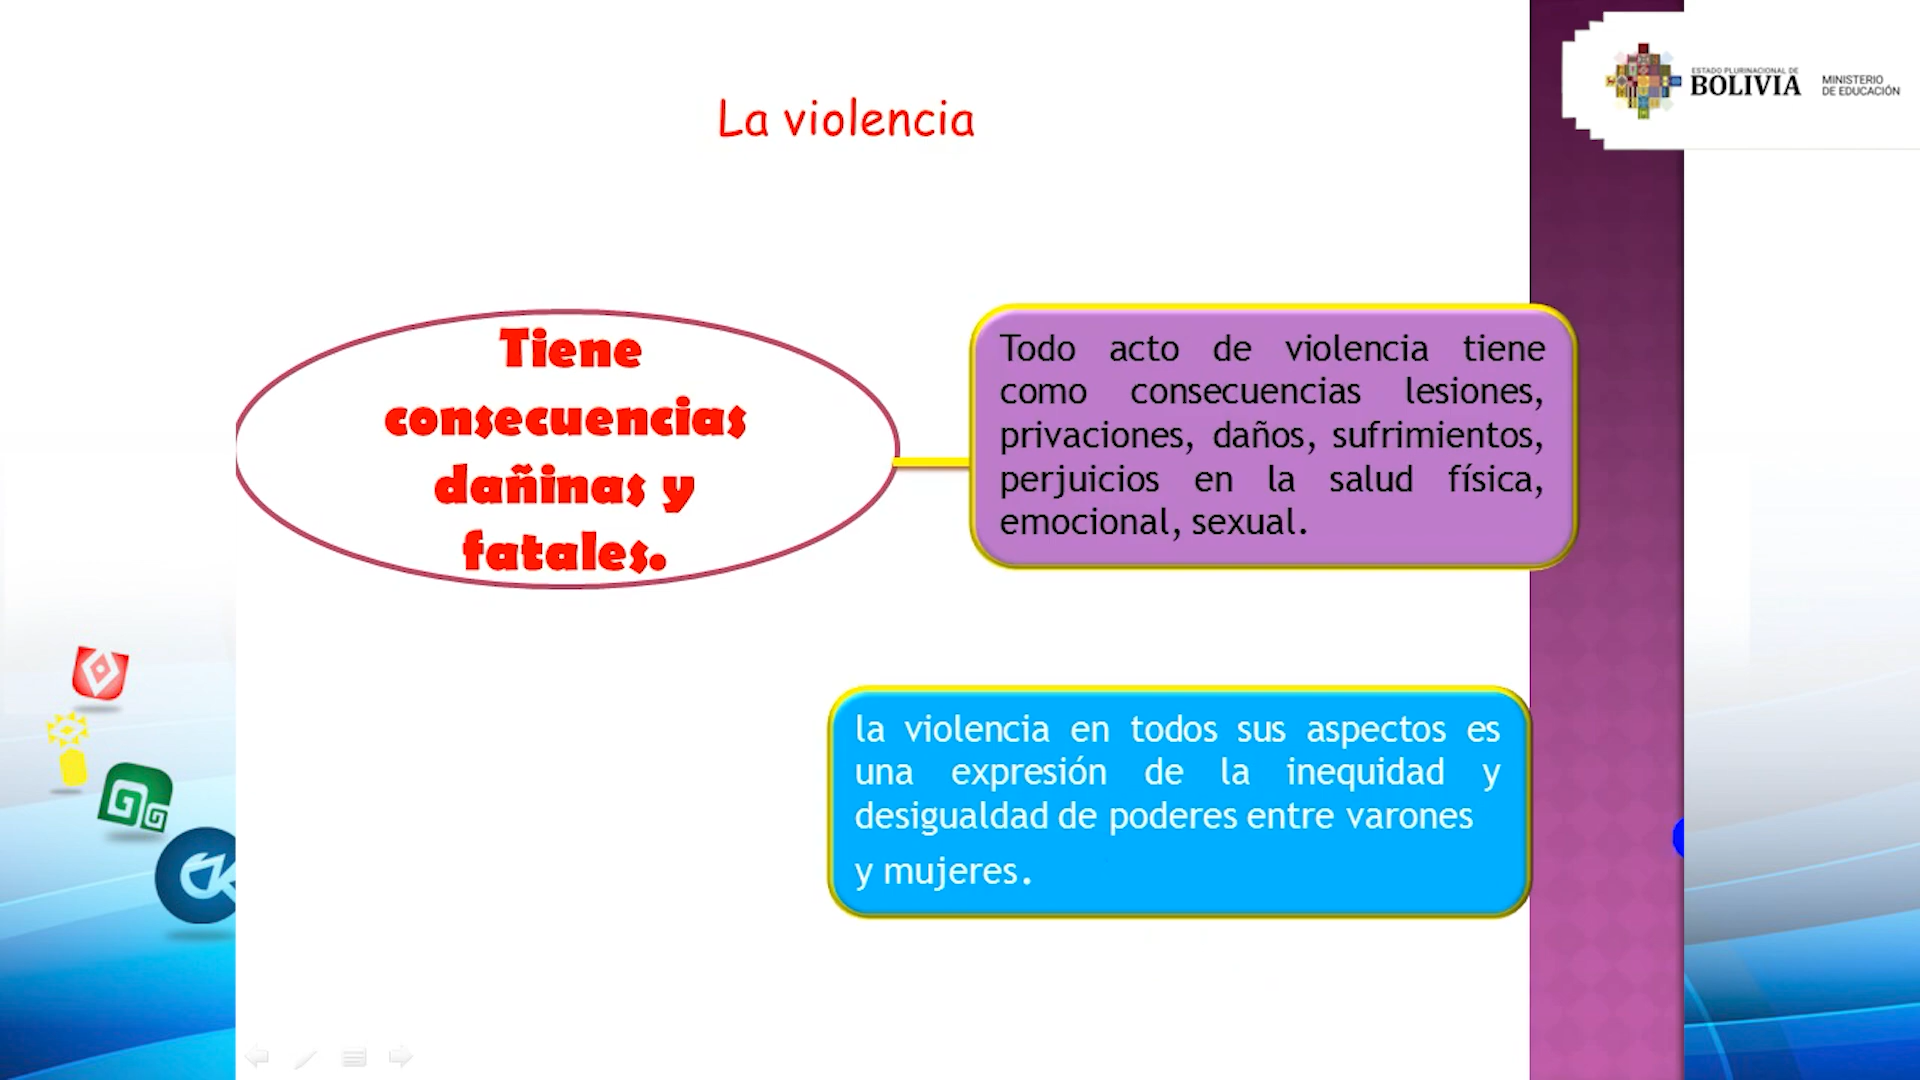 La violencia
ESTADO PLURINACIONAL DE
BOLIVIA
MINISTERIO
DE EDUCACIÓN
Tiene
consecuencias
dañinas y
fatales.
Todo acto de violencia tiene
como consecuencias lesiones,
privaciones, daños, sufrimientos,
perjuicios en la salud física,
emocional, sexual.
la violencia en todos sus aspectos es
una expresión de la inequidad y
desigualdad de poderes entre varones
y mujeres.